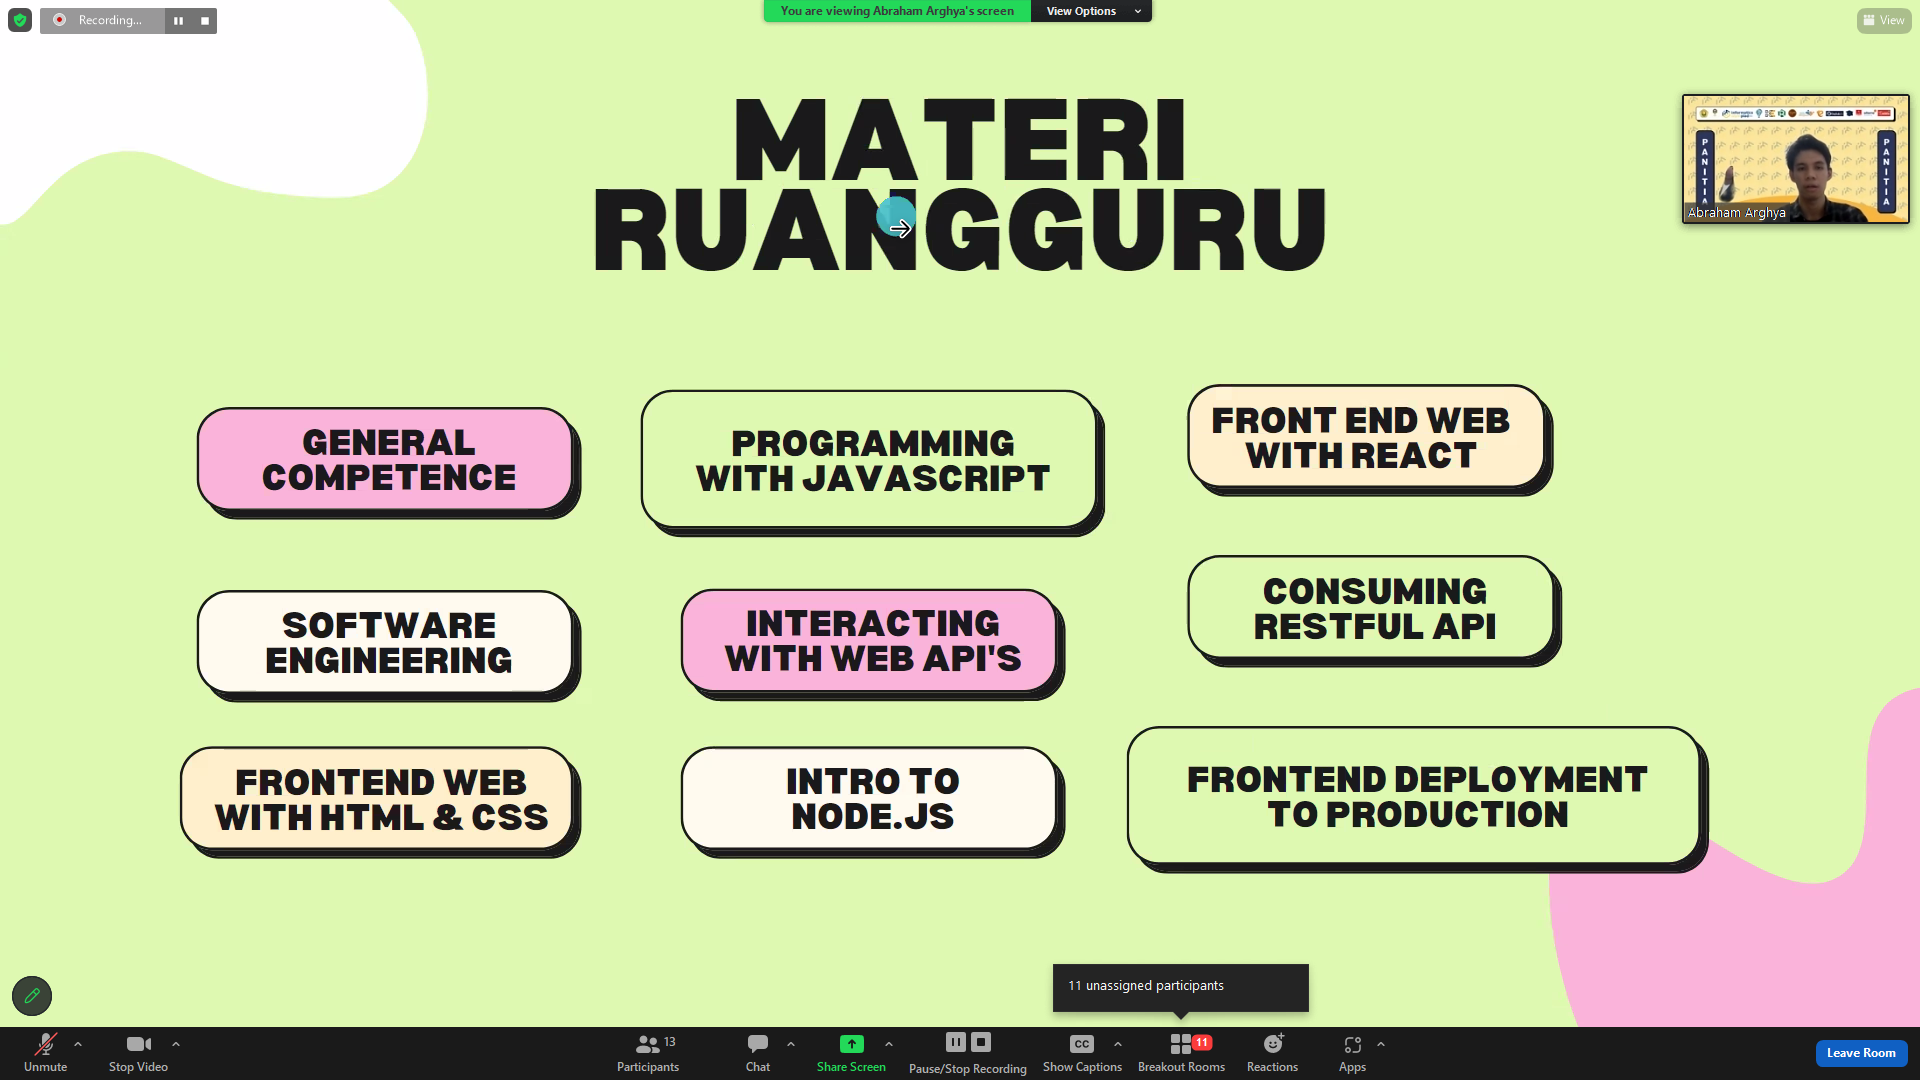 Recording...
You are viewing Abraham Arghya's screen
View Options
View
MATERI
RUANGGURU
PANITIA
PANITIA
Abraham Arghya
GENERAL
COMPETENCE
PROGRAMMING
WITH JAVASCRIPT
FRONT END WEB
WITH REACT
SOFTWARE
ENGINEERING
INTERACTING
WITH WEB API'S
CONSUMING
RESTFUL API
FRONTEND WEB
WITH HTML & CSS
INTRO TO
NODE.JS
FRONTEND DEPLOYMENT
TO PRODUCTION
11 unassigned participants
Unmute
Stop Video
13
Participants
Chat
Share Screen
Pause/Stop Recording
CC
Show Captions
11
Breakout Rooms
Reactions
Apps
Leave Room